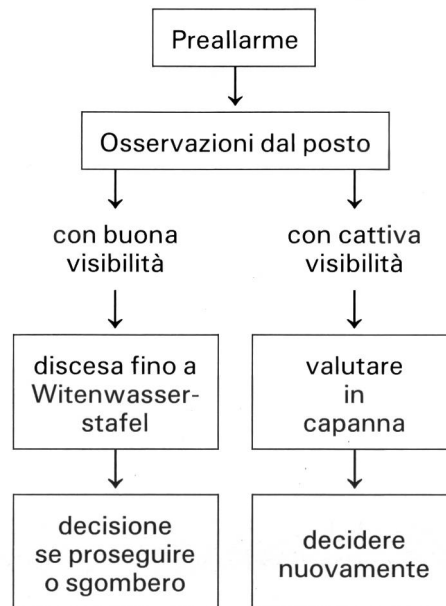 Preallarme
Osservazioni dal posto
con buona
visibilità
con cattiva
visibilità
discesa fino a
Witenwasser-
stafel
valutare
in
capanna
decisione
se proseguire
o sgombero
decidere
nuovamente